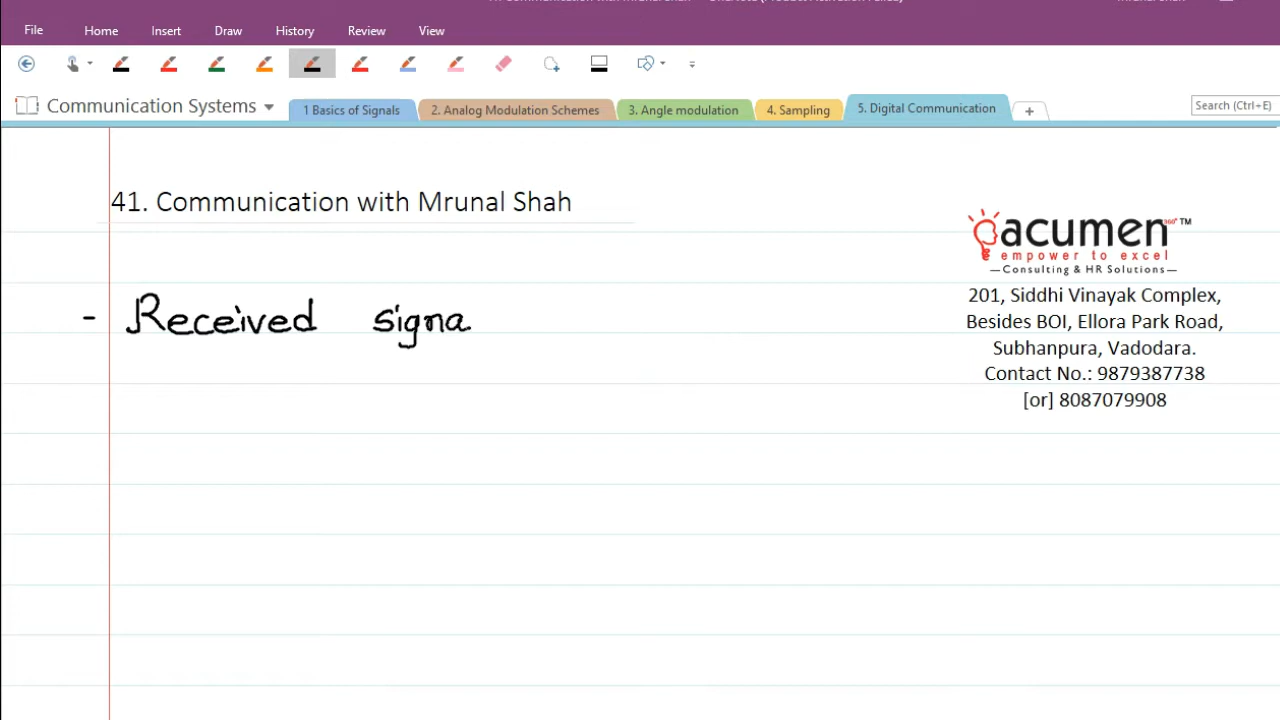 File Home Insert Draw History Review View
Communication Systems 1 Basics of Signals 2. Analog Modulation Schemes 3. Angle modulation 4. Sampling 5. Digital Communication + Search (Ctrl+E)
41. Communication with Mrunal Shah
acumen 360° TM
empower to excel
—Consulting & HR Solutions—
- Received signa
201, Siddhi Vinayak Complex,
Besides BOI, Ellora Park Road,
Subhanpura, Vadodara.
Contact No.: 9879387738
[or] 8087079908